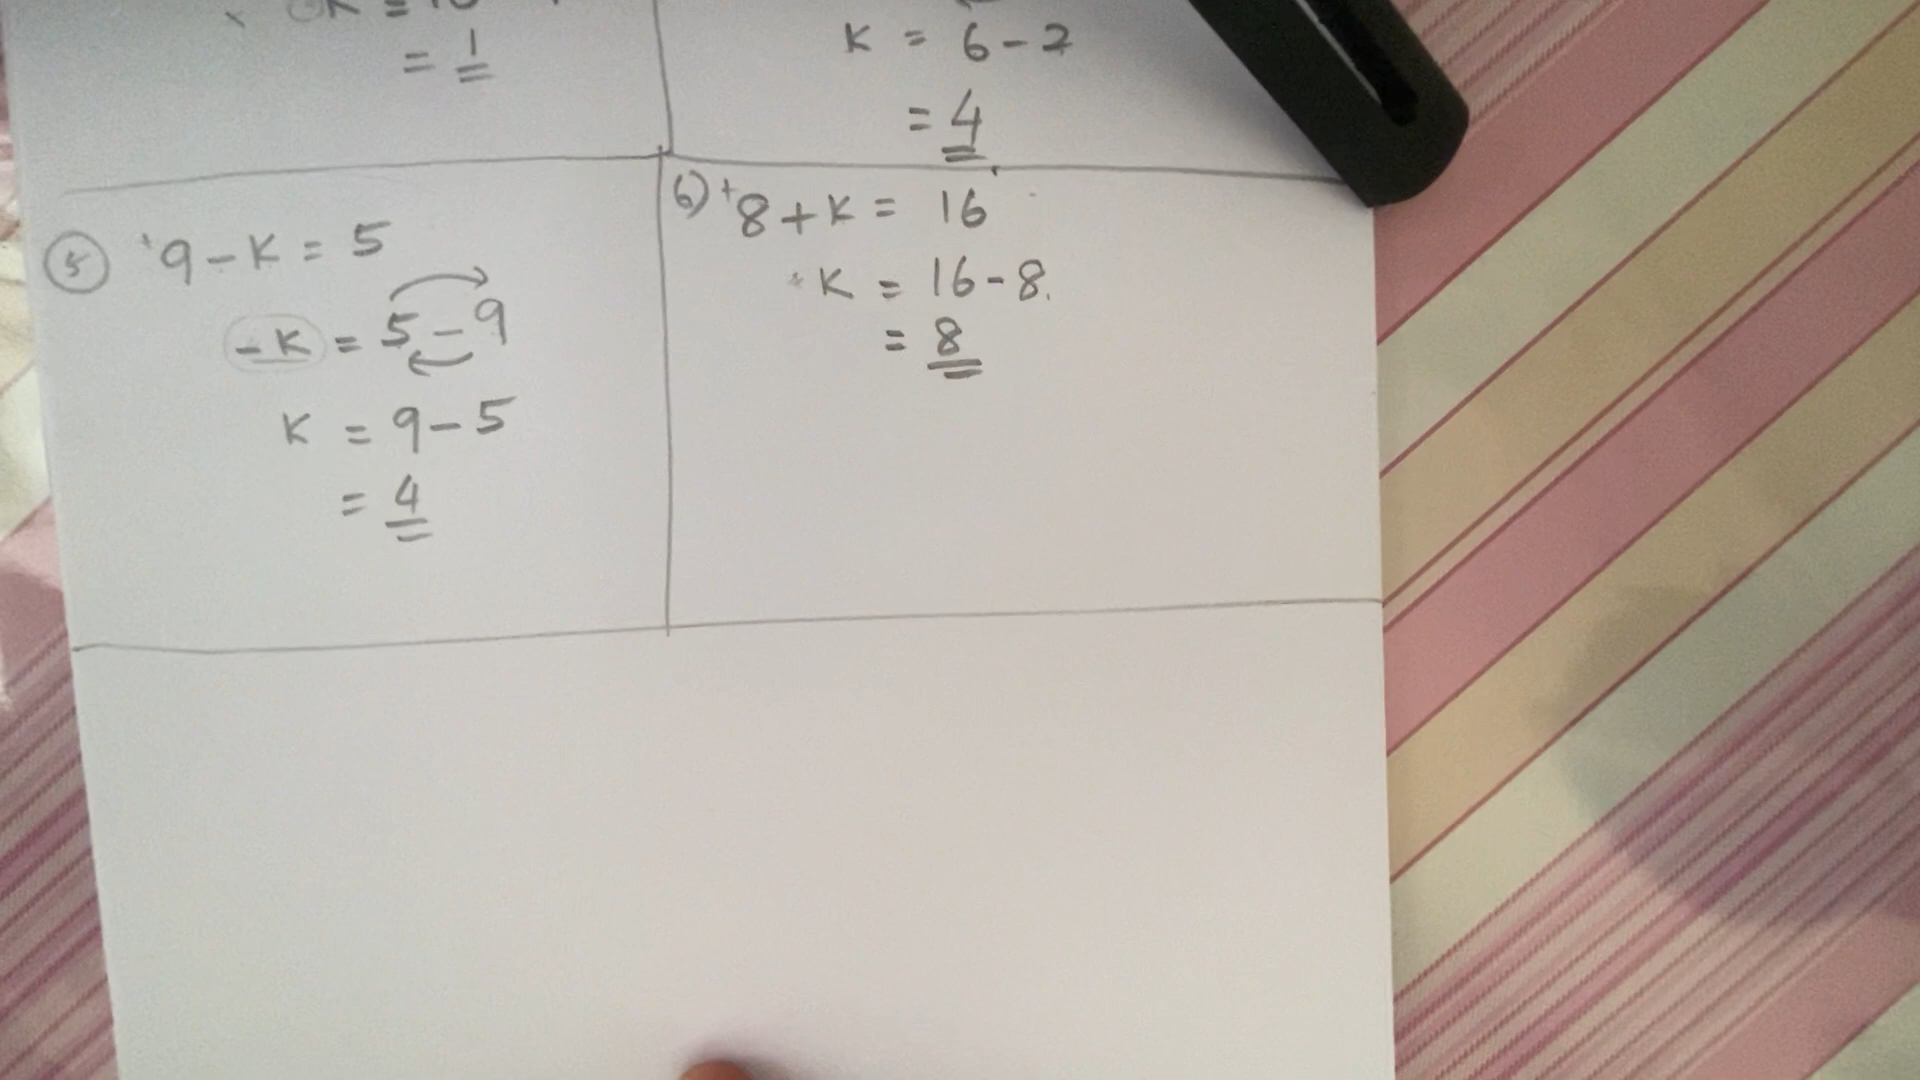 = 1
K = 6-2
= 4
5 +9-K = 5
-K = 5-9
K = 9-5
= 4
6) +8+K = 16
K = 16-8.
= 8